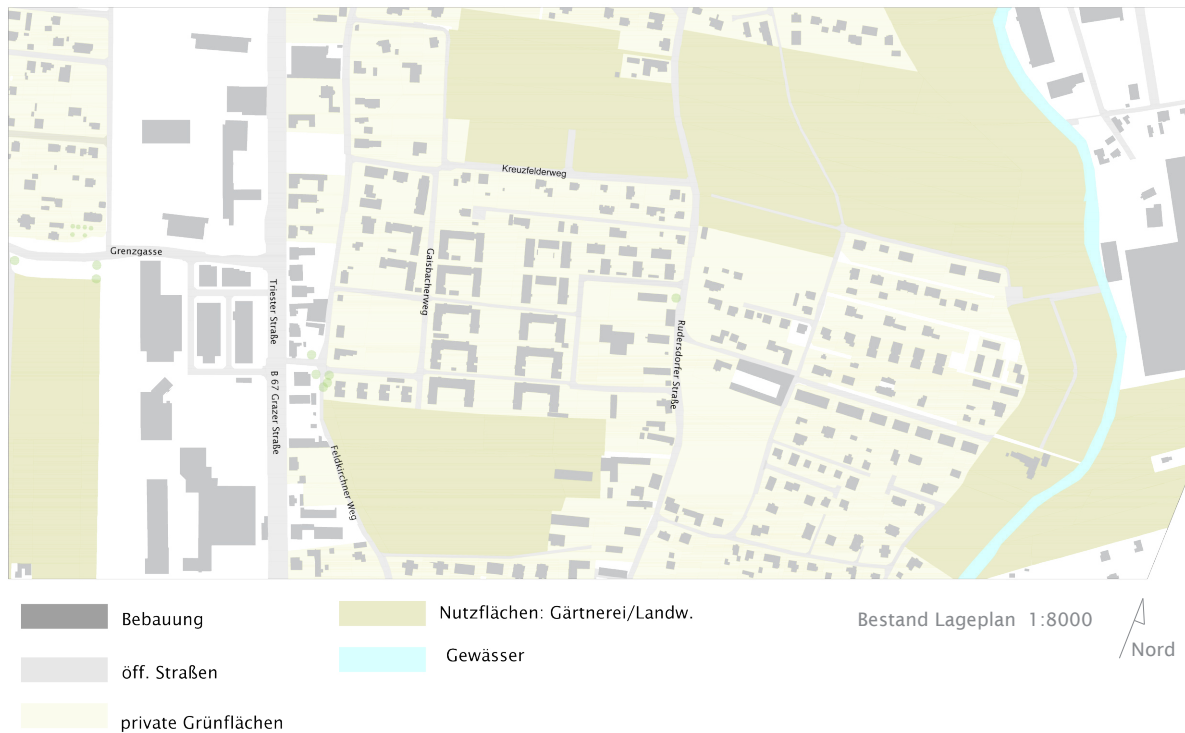 Kreuzfelderweg
Grenzgasse
Gaisbacherweg
Triester Straße
Rudersdorfer Straße
B 67 Grazer Straße
Feldkirchner Weg
Bebauung
Nutzflächen: Gärtnerei/Landw.
Bestand Lageplan 1:8000
öff. Straßen
Gewässer
Nord
private Grünflächen